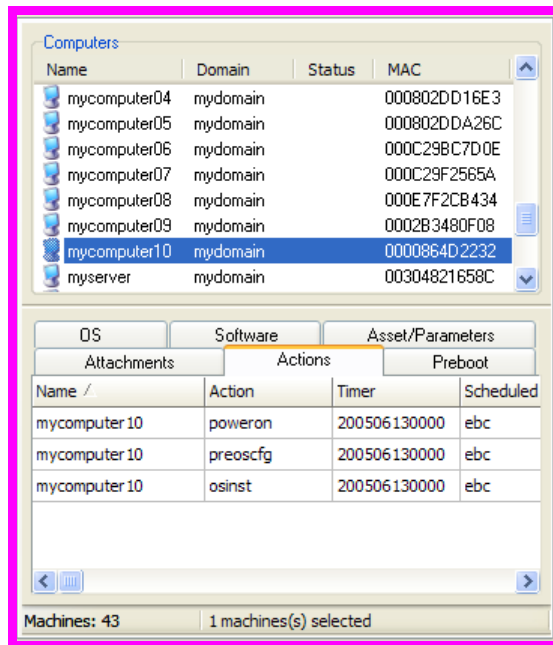 Computers
Name Domain Status MAC
mycomputer04 mydomain 000802DD16E3
mycomputer05 mydomain 000802DDA26C
mycomputer06 mydomain 000C29BC7D0E
mycomputer07 mydomain 000C29F2565A
mycomputer08 mydomain 000E7F2CB434
mycomputer09 mydomain 0002B3480F08
mycomputer10 mydomain 0000864D2232
myserver mydomain 00304821658C
OS Software Asset/Parameters
Attachments Actions Preboot
Name Action Timer Scheduled
mycomputer10 poweron 200506130000 ebc
mycomputer10 preoscfg 200506130000 ebc
mycomputer10 osinst 200506130000 ebc
Machines: 43 1 machines(s) selected